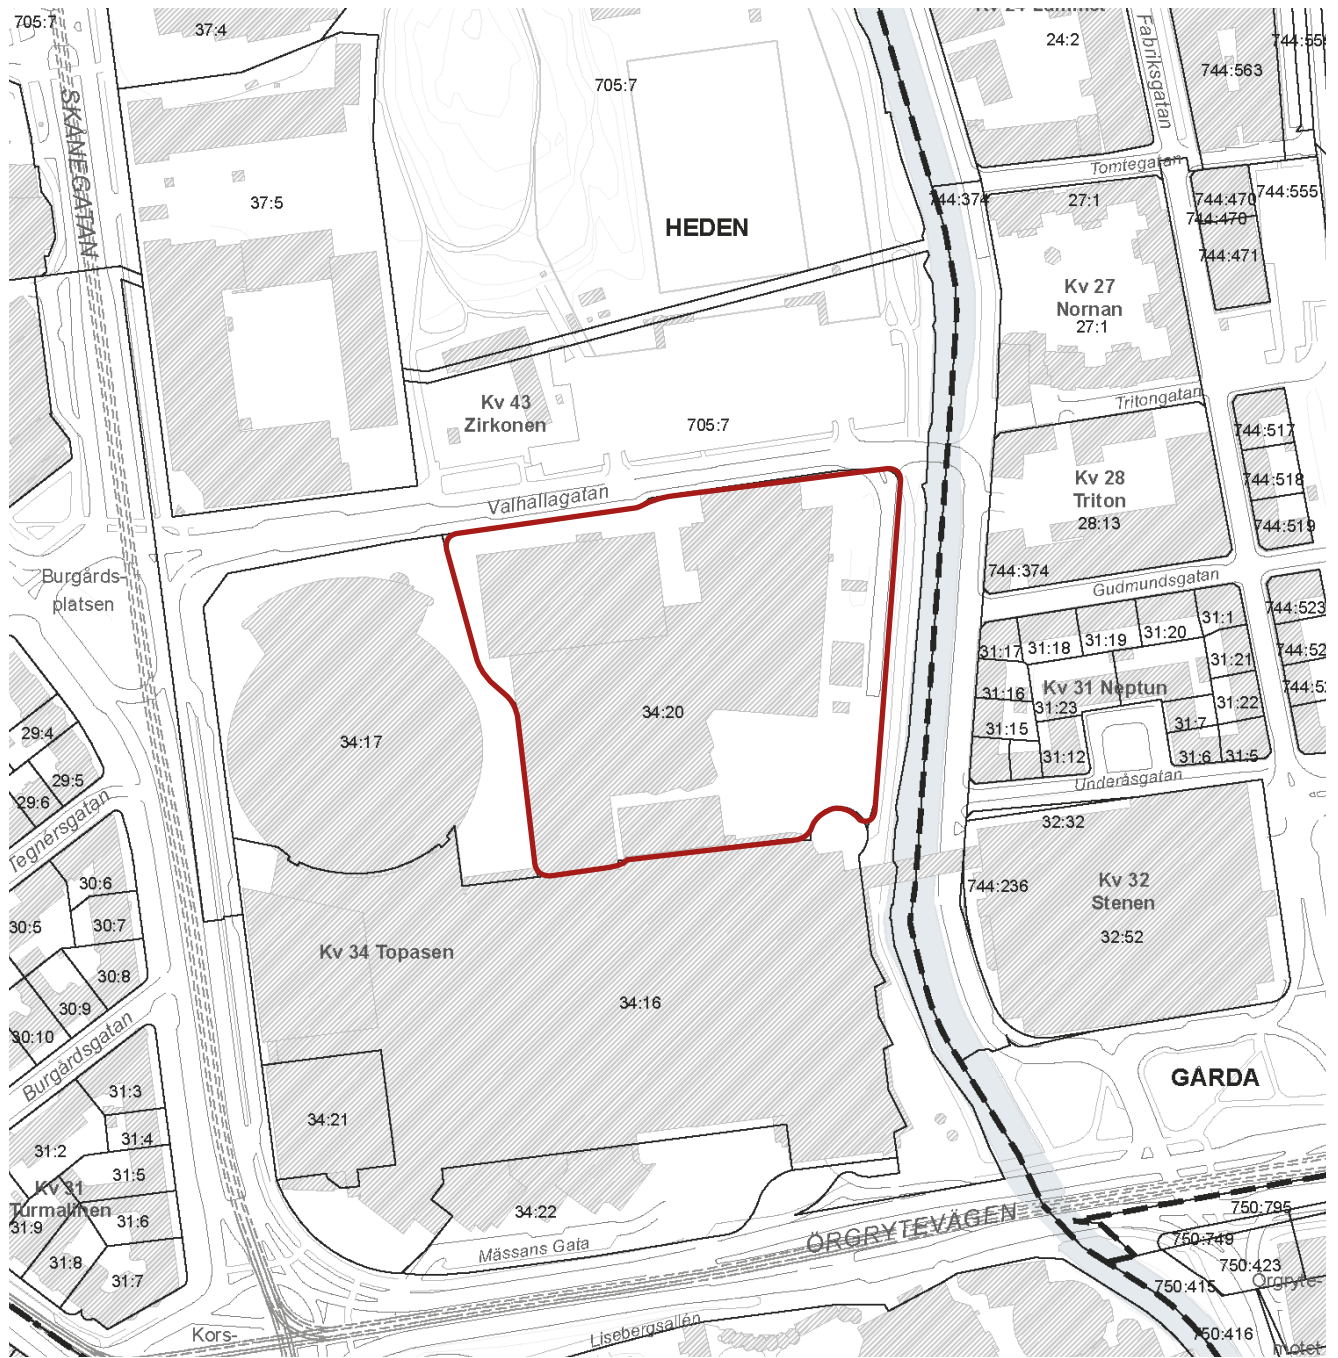 705:7
37:4
Kv 24 Lammet
24:2
Fabriksgatan
744:563
705:7
SKÅNEGATAN
37:5
HEDEN
Tomtegatan
744:374
27:1
744:470
744:470
744:555
744:471
Kv 27
Nornan
27:1
Kv 43
Zirkonen
705:7
Tritongatan
744:517
Kv 28
Triton
28:13
744:518
744:519
Valhallagatan
Burgårds-
platsen
744:374
Gudmundsgatan
744:523
31:17
31:18
31:19
31:20
31:1
31:21
31:16
Kv 31 Neptun
31:23
31:22
31:15
31:7
31:12
31:6
31:5
34:20
34:17
29:4
29:5
29:6
Tegnérsgatan
Underåsgatan
32:32
30:6
30:5
30:7
744:236
Kv 32
Stenen
32:52
Kv 34 Topasen
30:8
30:9
30:10
34:16
Burgårdsgatan
GÅRDA
31:3
34:21
31:4
31:2
31:5
Kv 31
Turmalinen
31:9
31:6
34:22
31:8
31:7
Mässans Gata
ÖRGRYTEVÄGEN
750:795
750:749
750:423
750:415
Örgryte-
motet
750:416
Kors-
Lisebergsallén